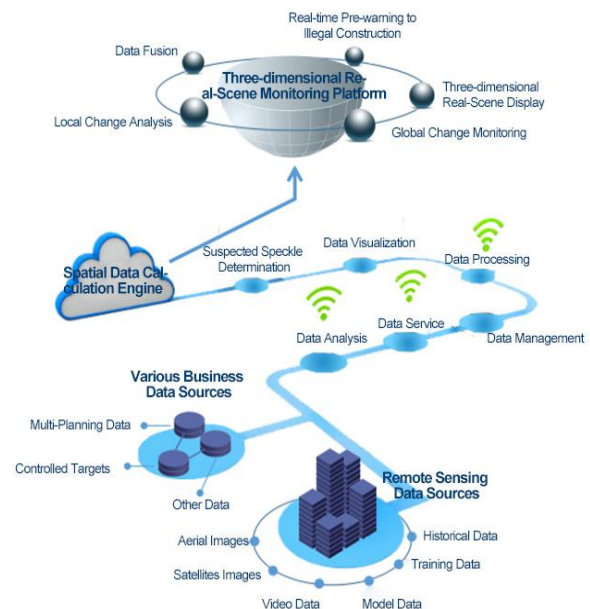 Real-time Pre-warning to
Illegal Construction
Data Fusion
Three-dimensional Re-
al-Scene Monitoring Platform
Three-dimensional
Real-Scene Display
Local Change Analysis
Global Change Monitoring
Suspected Speckle
Determination
Data Visualization
Data Processing
Spatial Data Cal-
culation Engine
Data Analysis
Data Service
Data Management
Various Business
Data Sources
Multi-Planning Data
Controlled Targets
Other Data
Remote Sensing
Data Sources
Aerial Images
Historical Data
Satellites Images
Training Data
Video Data
Model Data